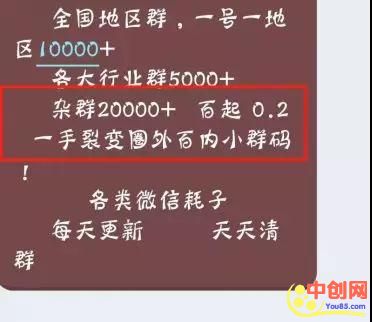 全国地区群，一号一地
区10000+
各大行业群5000+
杂群20000+ 百起 0.2
一手裂变圈外百内小群码
！
各类微信耗子
每天更新 天天清
群
中创网
You85.com